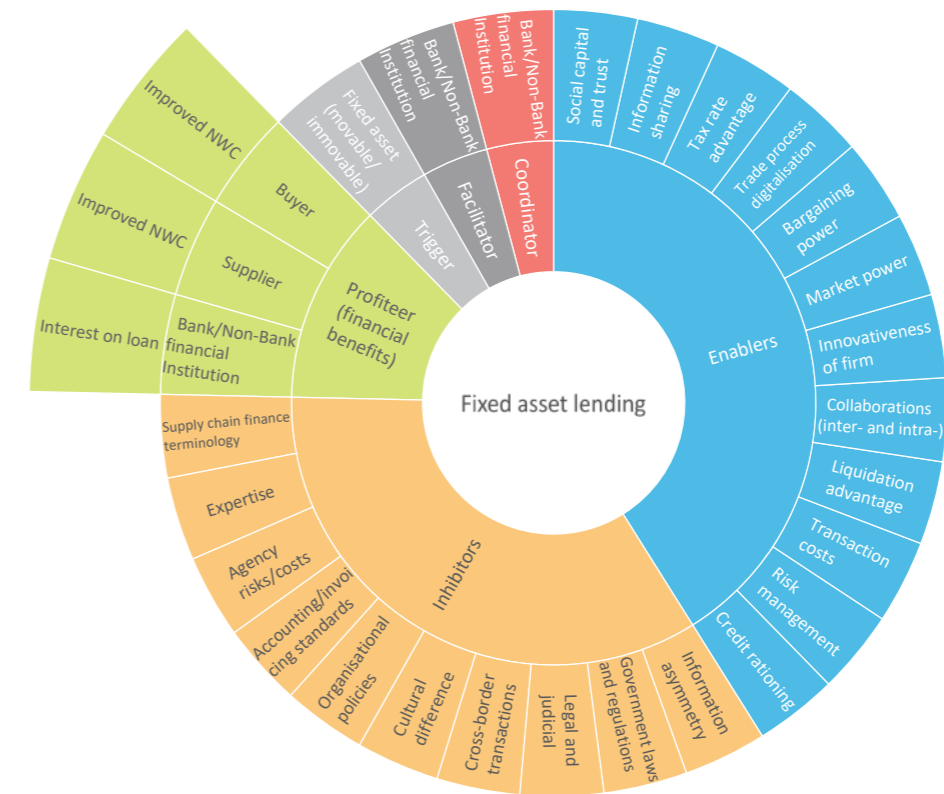 Fixed asset lending
Enablers
Social capital
and trust
Information
sharing
Tax rate
advantage
Trade process
digitalisation
Bargaining
power
Market power
Innovativeness
of firm
Collaborations
(inter- and intra-)
Liquidation
advantage
Transaction
costs
Risk
management
Credit rationing
Inhibitors
Information
asymmetry
Government laws
and regulations
Legal and
judicial
Cross-border
transactions
Cultural
difference
Organisational
policies
Accounting/invoi
cing standards
Agency
risks/costs
Expertise
Supply chain finance
terminology
Profiteer
(financial
benefits)
Bank/Non-Bank
financial
Institution
Interest on loan
Supplier
Improved NWC
Buyer
Improved NWC
Trigger
Fixed asset
(movable/
immovable)
Facilitator
Bank/Non-Bank
financial
Institution
Coordinator
Bank/Non-Bank
financial
Institution